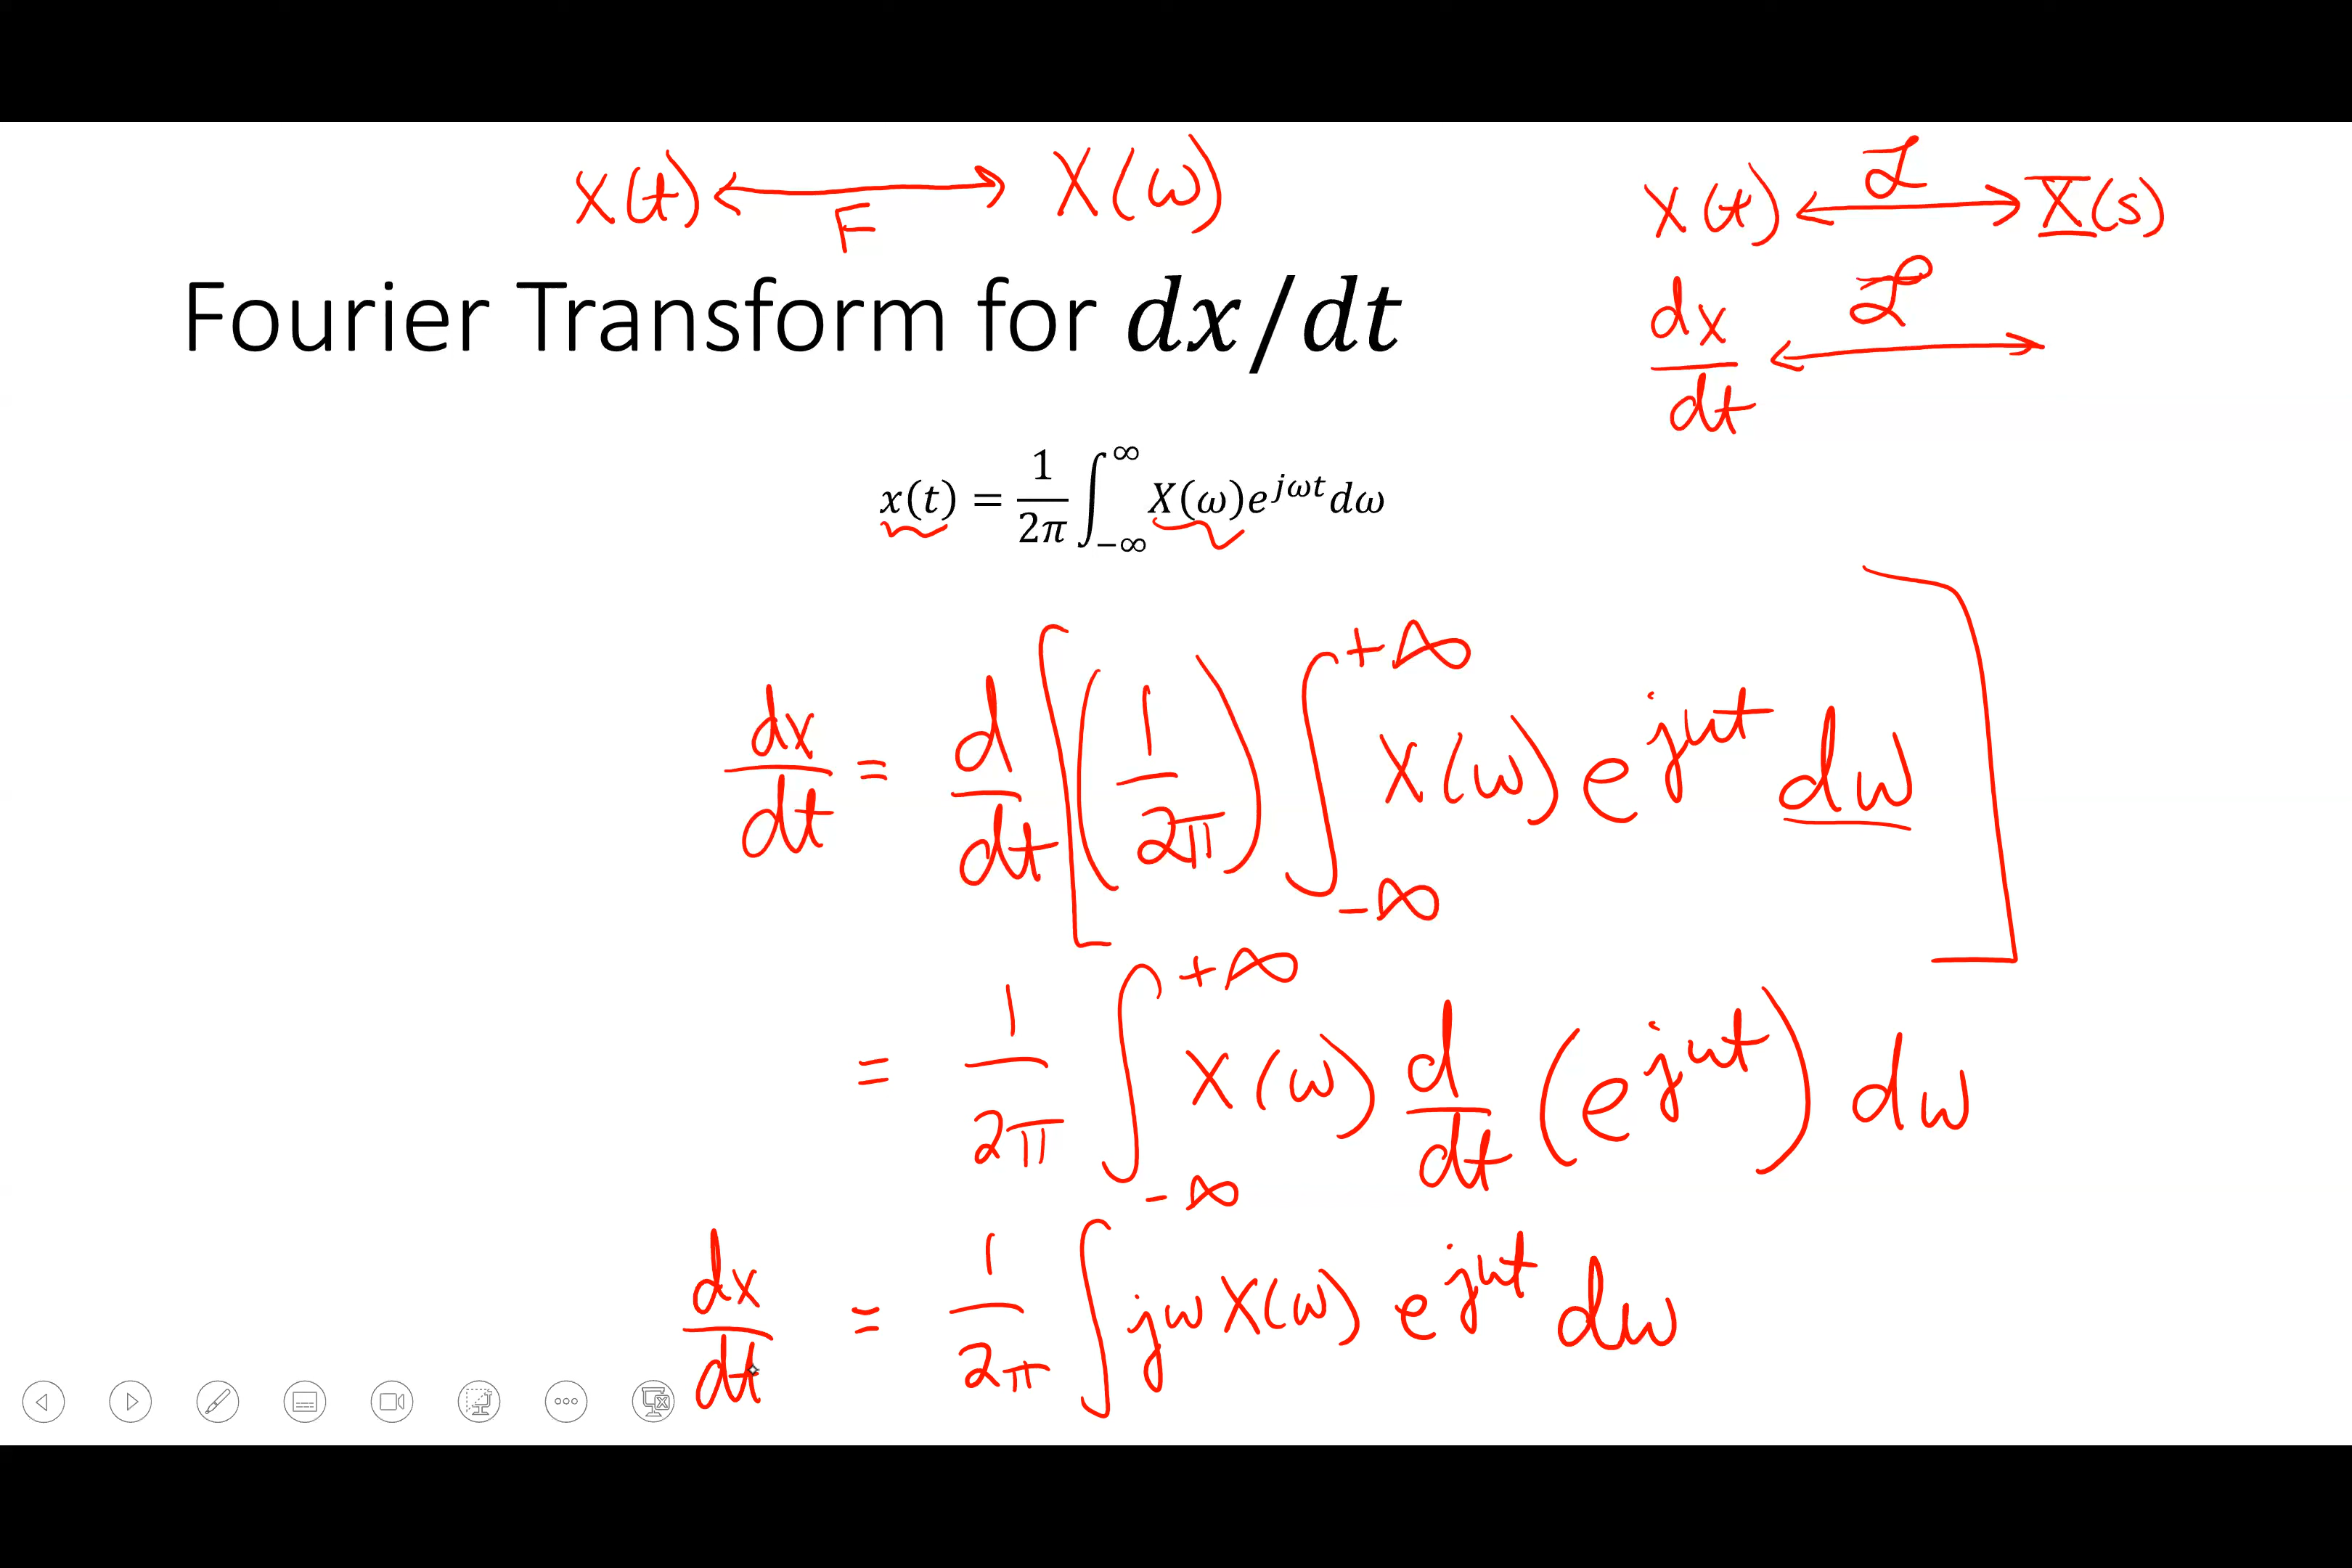 x(t) ⟷ X(ω)
F
x(t) ⟷ X(s)
ℒ
Fourier Transform for dx/dt
dx/dt ⟷
ℒ
x(t) = 1/2π ∫_{-∞}^{∞} X(ω)e^{jωt}dω
dx/dt = d/dt [(1/2π) ∫_{-∞}^{+∞} X(ω) e^{jωt} dω]
= 1/2π ∫_{-∞}^{+∞} X(ω) d/dt (e^{jωt}) dω
dx/dt = 1/2π ∫ jω X(ω) e^{jωt} dω